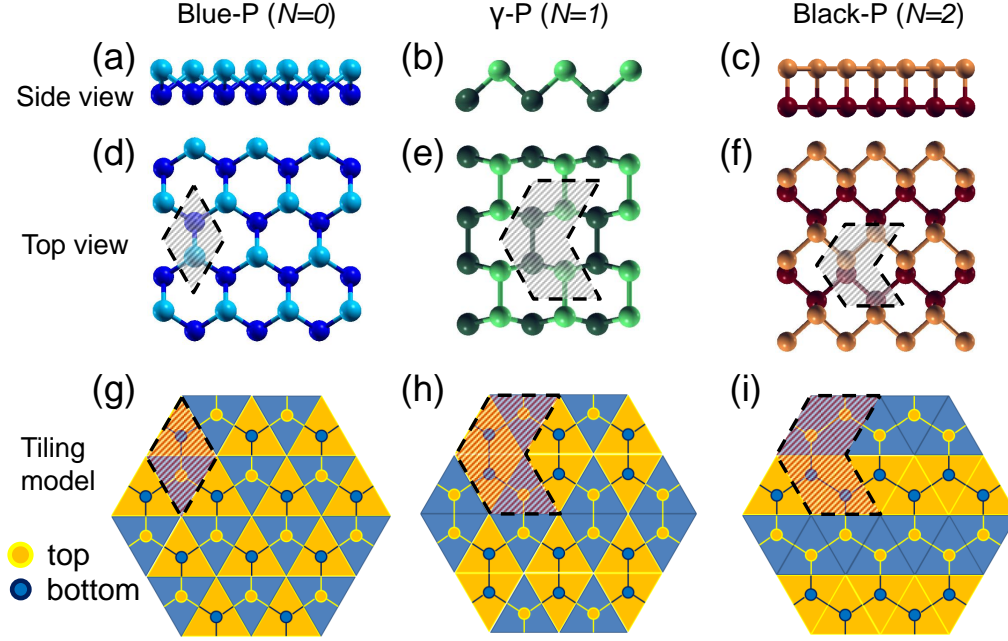 Blue-P (N=0)
γ-P (N=1)
Black-P (N=2)
(a)
(b)
(c)
Side view
(d)
(e)
(f)
Top view
(g)
(h)
(i)
Tiling
model
top
bottom